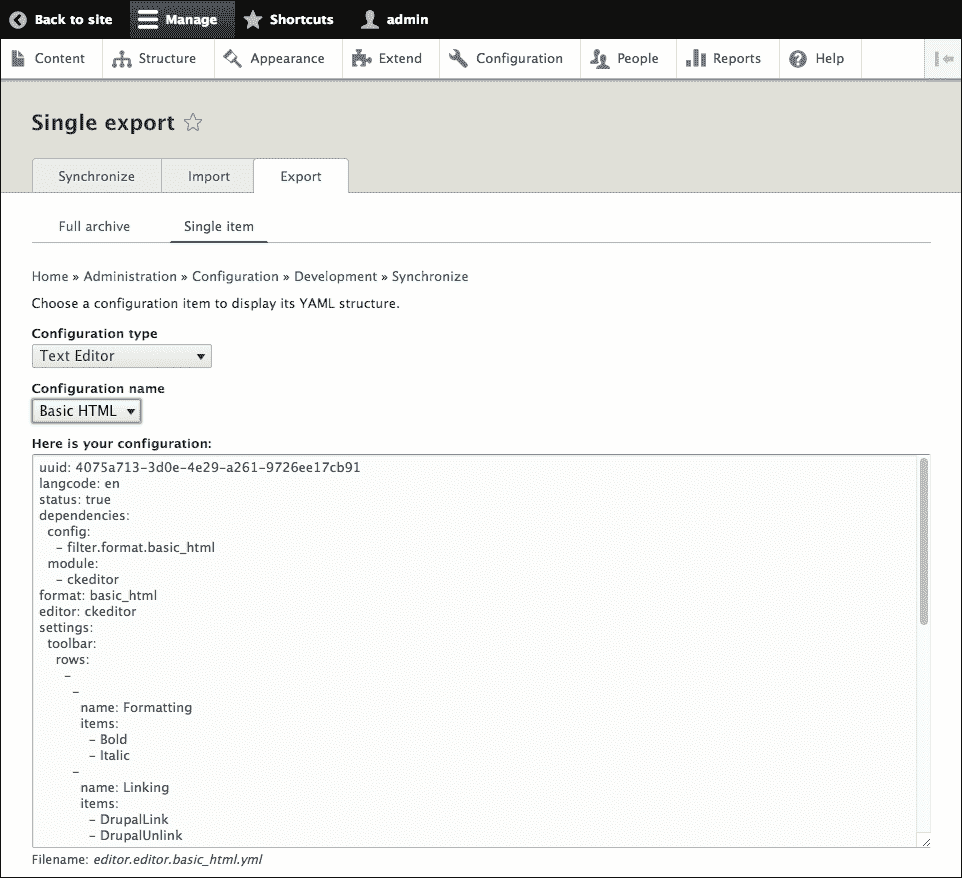 Back to site Manage Shortcuts admin
Content Structure Appearance Extend Configuration People Reports Help
Single export
Synchronize Import Export
Full archive Single item
Home » Administration » Configuration » Development » Synchronize
Choose a configuration item to display its YAML structure.
Configuration type
Text Editor
Configuration name
Basic HTML
Here is your configuration:
uuid: 4075a713-3d0e-4e29-a261-9726ee17cb91
langcode: en
status: true
dependencies:
  config:
    - filter.format.basic_html
  module:
    - ckeditor
format: basic_html
editor: ckeditor
settings:
  toolbar:
    rows:
      -
        -
          name: Formatting
          items:
            - Bold
            - Italic
        -
          name: Linking
          items:
            - DrupalLink
            - DrupalUnlink
Filename: editor.editor.basic_html.yml